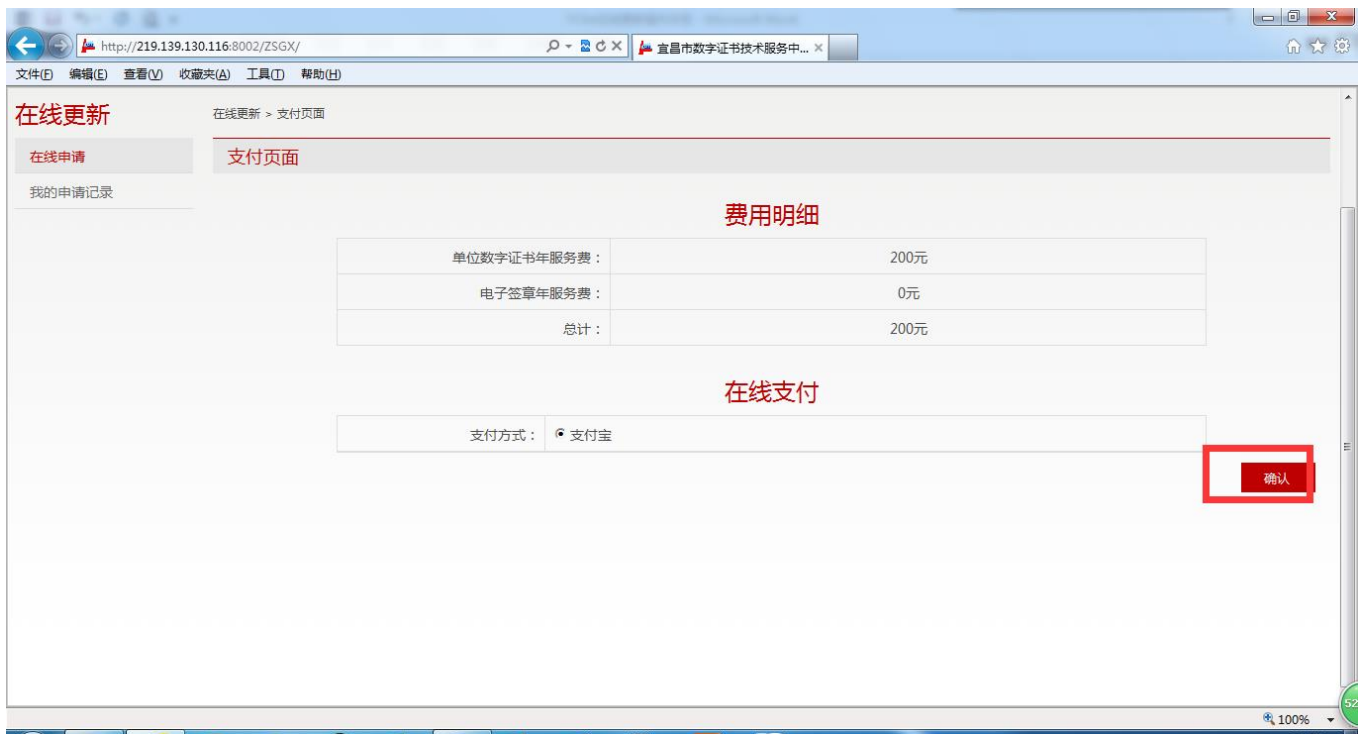 http://219.139.130.116:8002/ZSGX/
宜昌市数字证书技术服务中...
文件(F) 编辑(E) 查看(V) 收藏夹(A) 工具(T) 帮助(H)
在线更新
在线更新 > 支付页面
在线申请
支付页面
我的申请记录
费用明细
单位数字证书年服务费： 200元
电子签章年服务费： 0元
总计： 200元
在线支付
支付方式： 支付宝
确认
52
100%